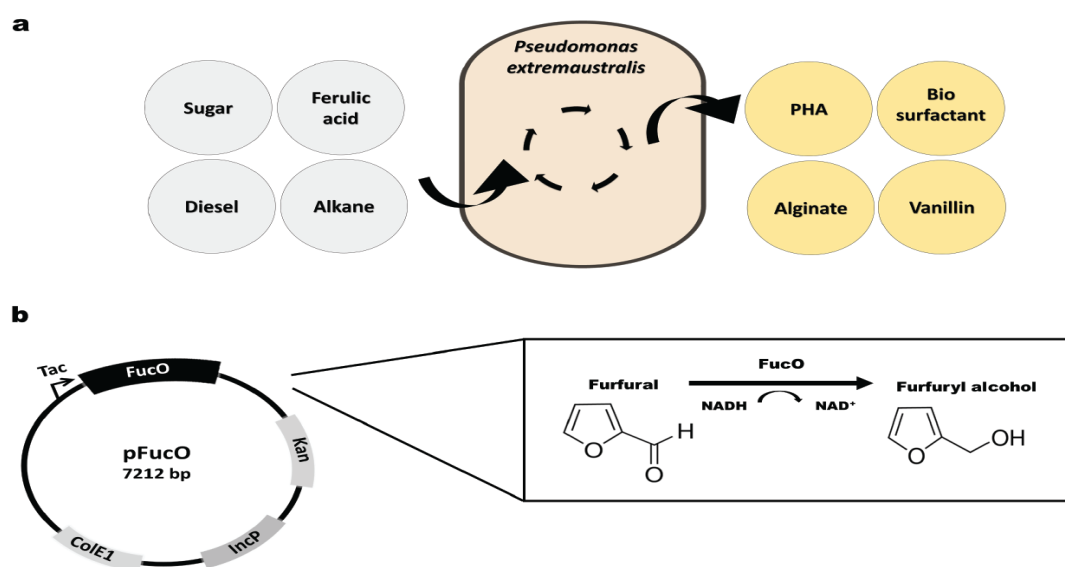 a
Pseudomonas
extremaustralis
Sugar
Ferulic
acid
Diesel
Alkane
PHA
Bio
surfactant
Alginate
Vanillin
b
Tac
FucO
Kan
IncP
ColE1
pFucO
7212 bp
Furfural
FucO
NADH
NAD⁺
Furfuryl alcohol
O
H
O
O
OH